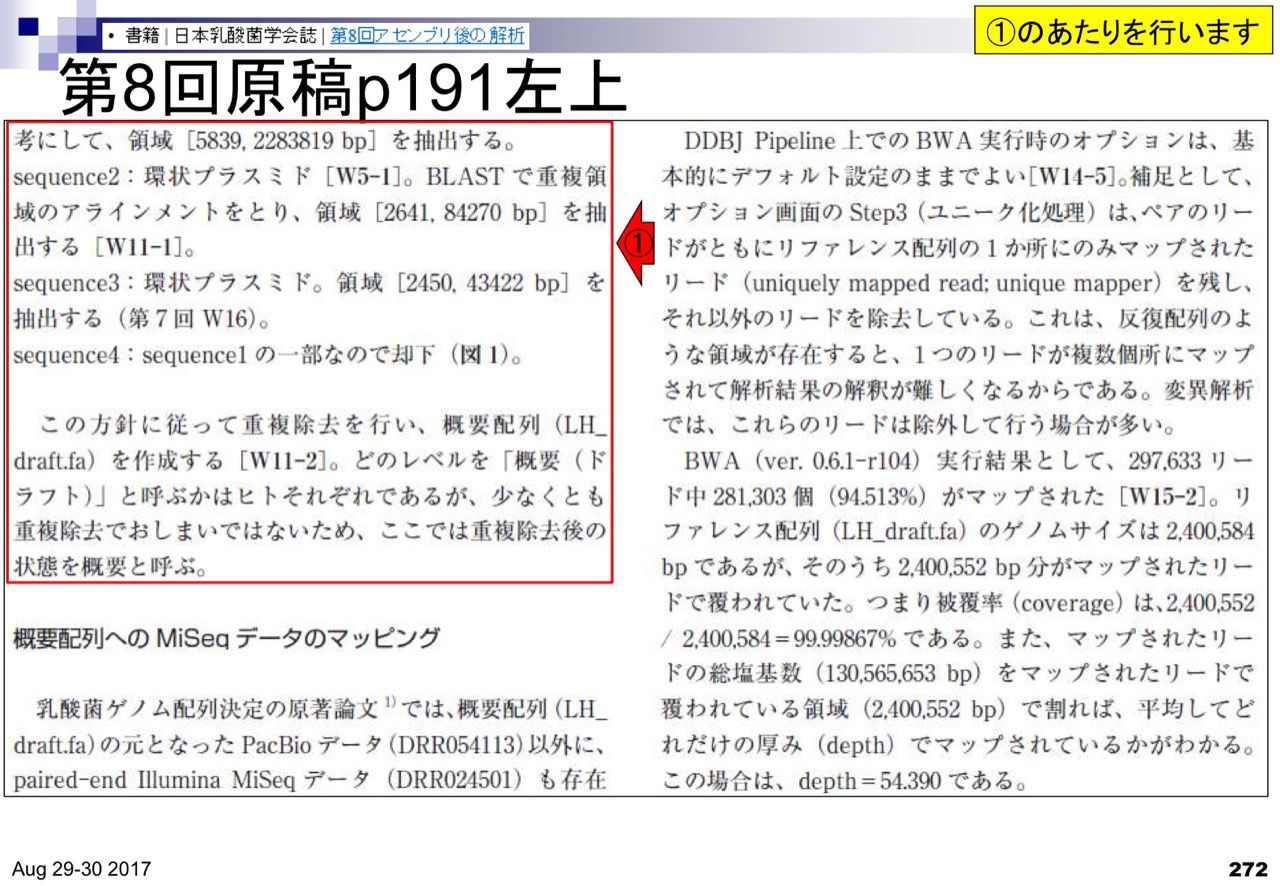 • 書籍 | 日本乳酸菌学会誌 | 第8回アセンブリ後の解析
①のあたりを行います
第8回原稿p191左上
考にして、領域［5839, 2283819 bp］を抽出する。
sequence2：環状プラスミド［W5-1］。BLAST で重複領
域のアラインメントをとり、領域［2641, 84270 bp］を抽
出する［W11-1］。
sequence3：環状プラスミド。領域［2450, 43422 bp］を
抽出する（第7回 W16）。
sequence4：sequence1 の一部なので却下（図1）。
この方針に従って重複除去を行い、概要配列（LH_
draft.fa）を作成する［W11-2］。どのレベルを「概要（ド
ラフト）」と呼ぶかはヒトそれぞれであるが、少なくとも
重複除去でおしまいではないため、ここでは重複除去後の
状態を概要と呼ぶ。
①
概要配列への MiSeq データのマッピング
乳酸菌ゲノム配列決定の原著論文1)では、概要配列（LH_
draft.fa）の元となった PacBio データ（DRR054113）以外に、
paired-end Illumina MiSeq データ（DRR024501）も存在
DDBJ Pipeline 上での BWA 実行時のオプションは、基
本的にデフォルト設定のままでよい［W14-5］。補足として、
オプション画面の Step3（ユニーク化処理）は、ペアのリー
ドがともにリファレンス配列の1か所にのみマップされた
リード（uniquely mapped read; unique mapper）を残し、
それ以外のリードを除去している。これは、反復配列のよ
うな領域が存在すると、1つのリードが複数個所にマップ
されて解析結果の解釈が難しくなるからである。変異解析
では、これらのリードは除外して行う場合が多い。
BWA（ver. 0.6.1-r104）実行結果として、297,633 リー
ド中 281,303 個（94.513%）がマップされた［W15-2］。リ
ファレンス配列（LH_draft.fa）のゲノムサイズは 2,400,584
bp であるが、そのうち 2,400,552 bp 分がマップされたリー
ドで覆われていた。つまり被覆率（coverage）は、2,400,552
/ 2,400,584＝99.99867% である。また、マップされたリー
ドの総塩基数（130,565,653 bp）をマップされたリードで
覆われている領域（2,400,552 bp）で割れば、平均してど
れだけの厚み（depth）でマップされているかがわかる。
この場合は、depth＝54.390 である。
Aug 29-30 2017
272